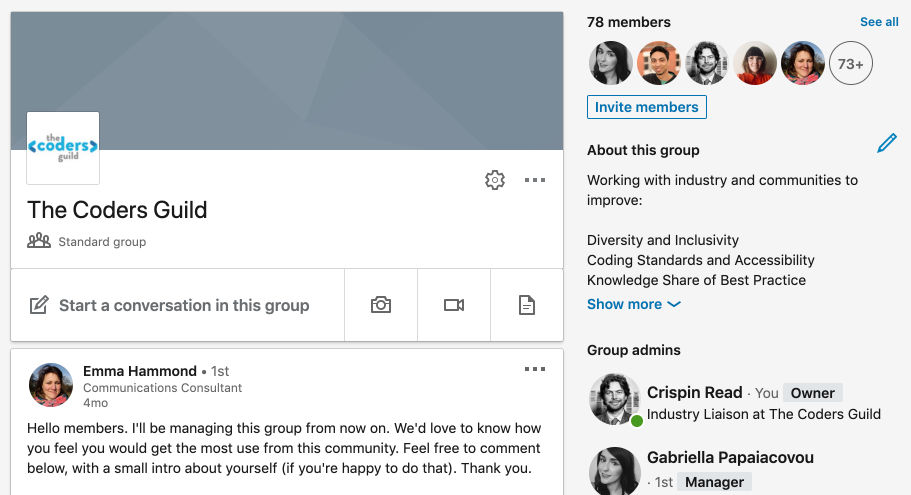 the
<coders>
guild
The Coders Guild
Standard group
Start a conversation in this group
Emma Hammond • 1st
Communications Consultant
4mo
Hello members. I'll be managing this group from now on. We'd love to know how
you feel you would get the most use from this community. Feel free to comment
below, with a small intro about yourself (if you're happy to do that). Thank you.
78 members
See all
73+
Invite members
About this group
Working with industry and communities to
improve:
Diversity and Inclusivity
Coding Standards and Accessibility
Knowledge Share of Best Practice
Show more
Group admins
Crispin Read · You Owner
Industry Liaison at The Coders Guild
Gabriella Papaiacovou
· 1st Manager